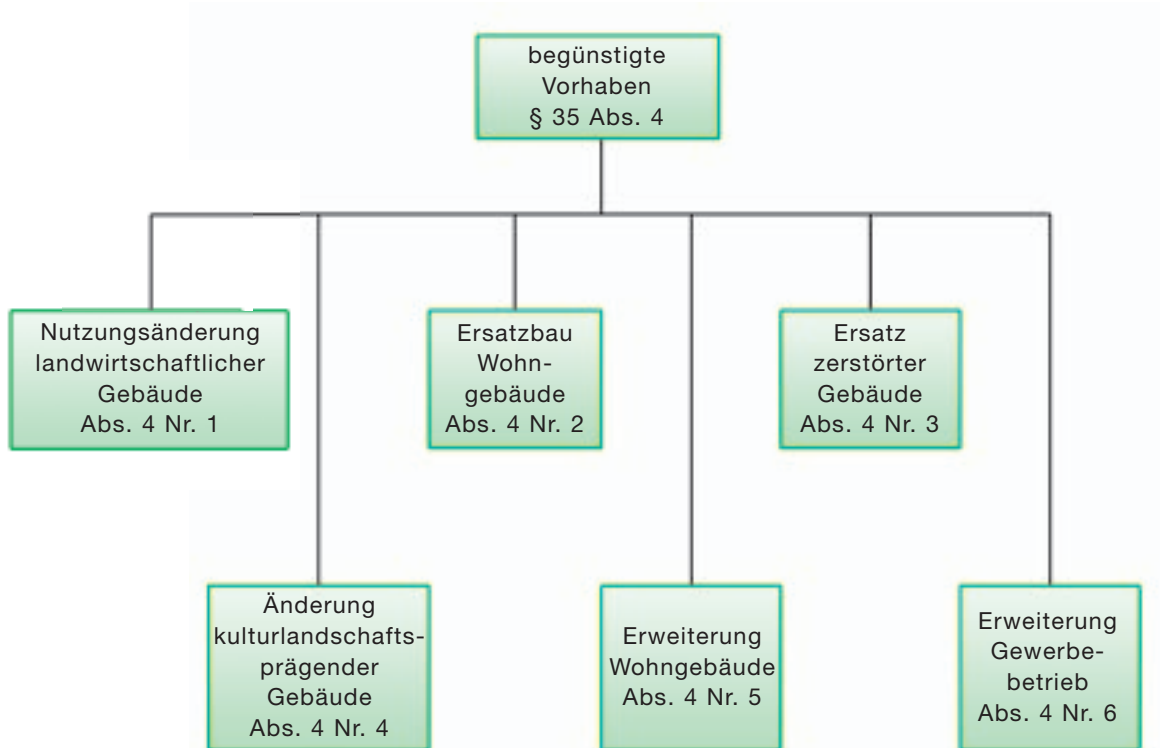 begünstigte
Vorhaben
§ 35 Abs. 4
Nutzungsänderung
landwirtschaftlicher
Gebäude
Abs. 4 Nr. 1
Ersatzbau
Wohn-
gebäude
Abs. 4 Nr. 2
Ersatz
zerstörter
Gebäude
Abs. 4 Nr. 3
Änderung
kulturlandschafts-
prägender
Gebäude
Abs. 4 Nr. 4
Erweiterung
Wohngebäude
Abs. 4 Nr. 5
Erweiterung
Gewerbe-
betrieb
Abs. 4 Nr. 6